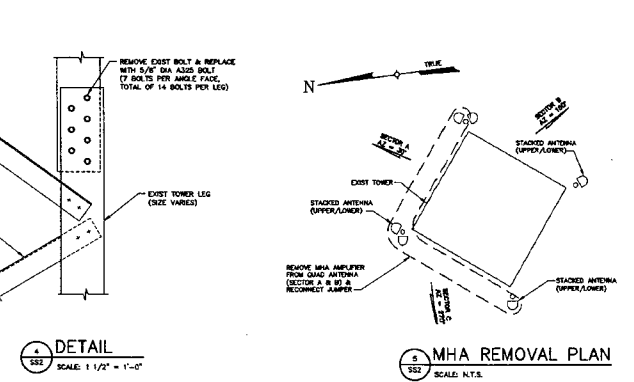 REMOVE EXIST BOLT & REPLACE
WITH 5/8" DIA A325 BOLT
(7 BOLTS PER ANGLE FACE,
TOTAL OF 14 BOLTS PER LEG)
EXIST TOWER LEG
(SIZE VARIES)
4
SS2
DETAIL
SCALE: 1 1/2" = 1'-0"
N
TRUE
SECTOR A
AZ = 30°
SECTOR B
AZ = 150°
STACKED ANTENNA
(UPPER/LOWER)
EXIST TOWER
STACKED ANTENNA
(UPPER/LOWER)
REMOVE MHA AMPLIFIER
FROM QUAD ANTENNA
(SECTOR A & B) &
RECONNECT JUMPER
SECTOR C
AZ = 270°
STACKED ANTENNA
(UPPER/LOWER)
5
SS2
MHA REMOVAL PLAN
SCALE: N.T.S.